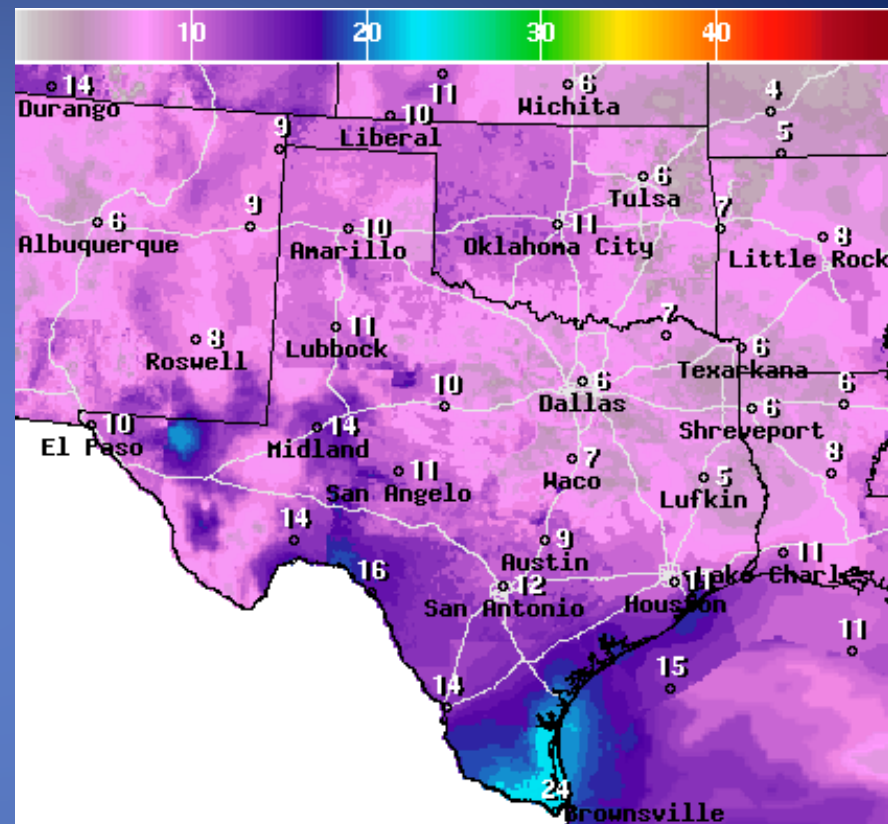 10 20 30 40
14
Durango
11
10
Liberal
6
Wichita
4
5
9
6
Tulsa
6
Albuquerque
9
10
Amarillo
11
Oklahoma City
7
8
Little Rock
8
Roswell
11
Lubbock
7
6
Texarkana
6
Dallas
10
6
Shreveport
6
10
El Paso
14
Midland
11
San Angelo
7
Waco
5
Lufkin
8
14
9
Austin
11
Lake Charles
16
12
San Antonio
11
Houston
11
15
14
24
Brownsville